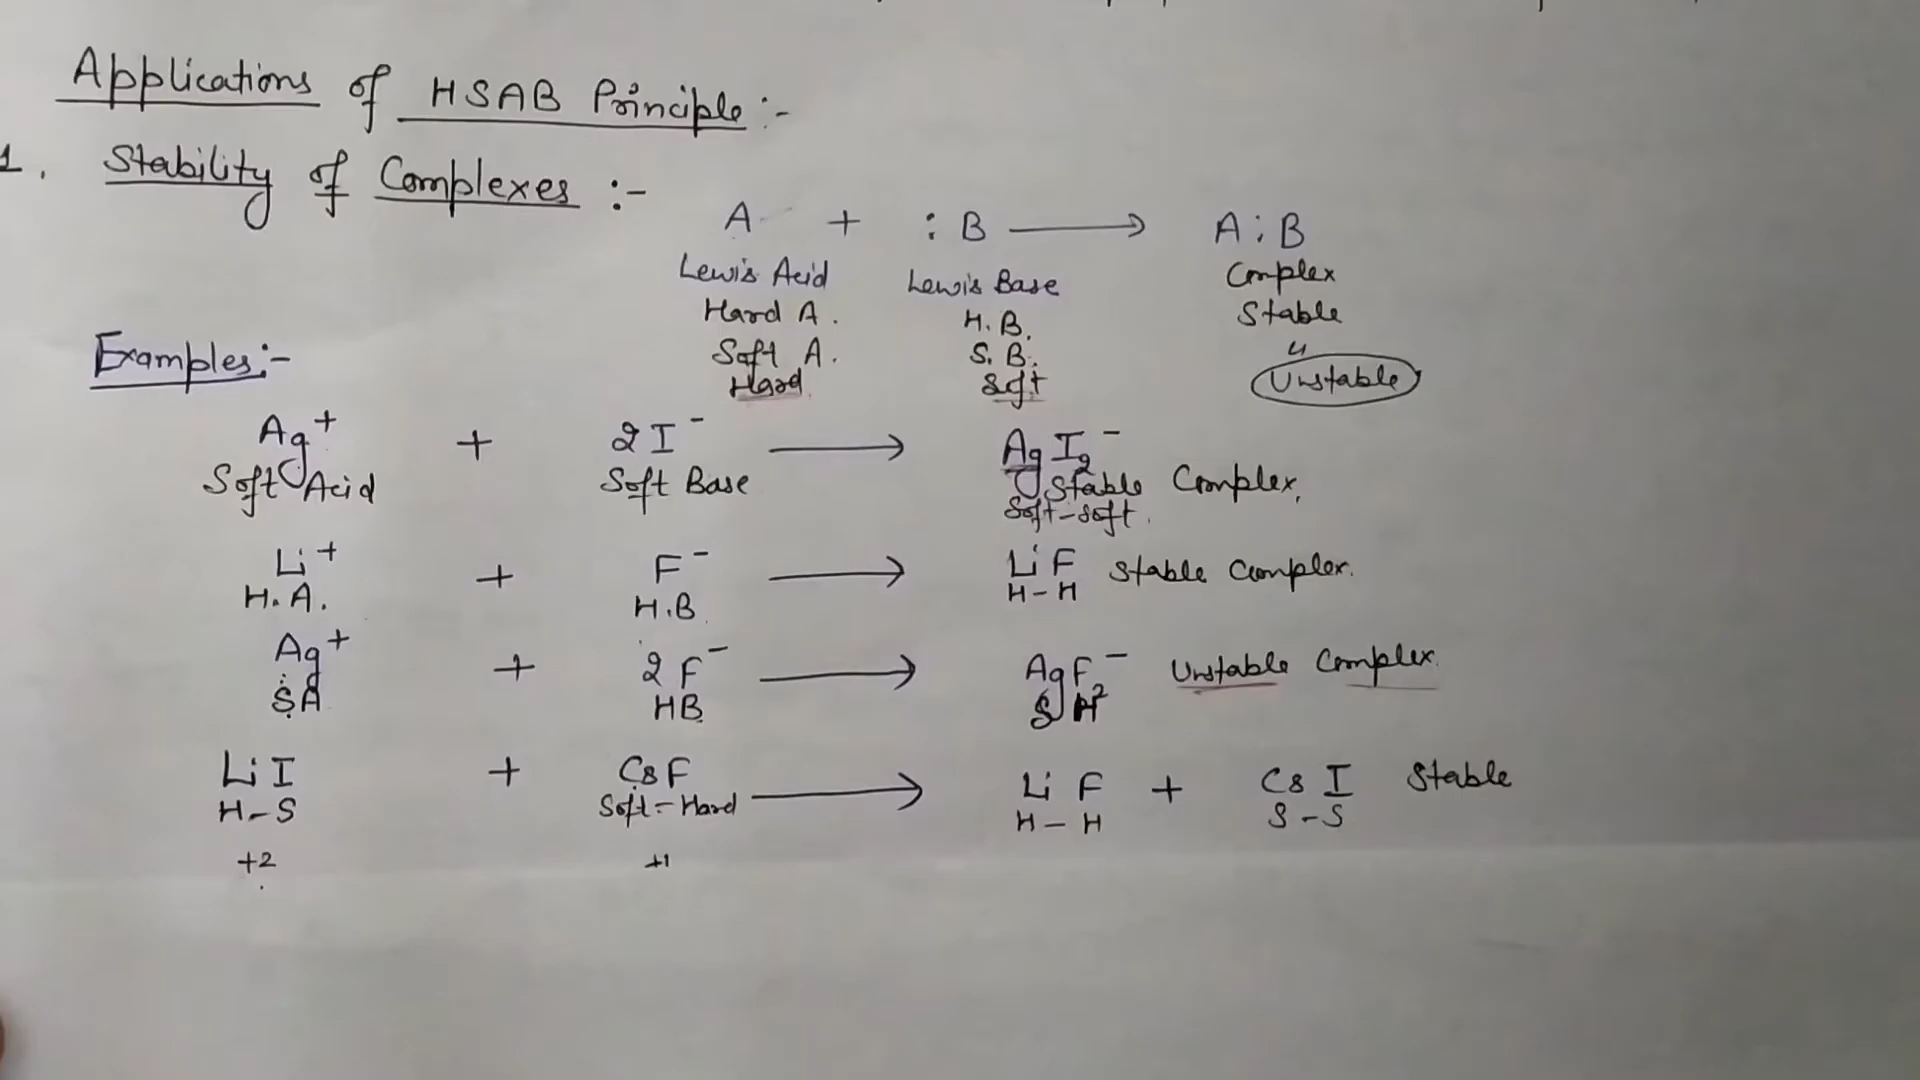 Applications of HSAB Principle :-
1. Stability of Complexes :-
A + :B ⟶ A:B
Lewis Acid Lewis Base Complex
Hard A. H.B. Stable
Soft A. S.B. "
Hard Soft Unstable
Examples:-
Ag⁺ + 2I⁻ ⟶ AgI₂⁻
Soft Acid Soft Base Stable Complex,
Soft-soft.
Li⁺ + F⁻ ⟶ LiF Stable Complex.
H.A. H.B H-H
Ag⁺ + 2F⁻ ⟶ AgF₂⁻ Unstable Complex.
SA HB S H
LiI + CsF ⟶ LiF + CsI Stable
H-S Soft-Hard H-H S-S
+2 +1